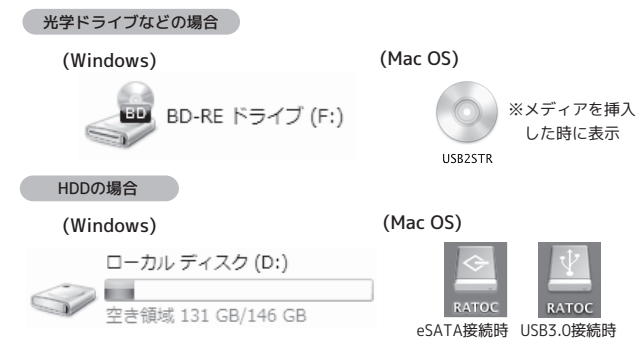 光学ドライブなどの場合
(Windows)
(Mac OS)
BD
BD-RE ドライブ (F:)
※メディアを挿入
した時に表示
USB2STR
HDDの場合
(Windows)
(Mac OS)
ローカル ディスク (D:)
空き領域 131 GB/146 GB
RATOC
RATOC
eSATA接続時
USB3.0接続時